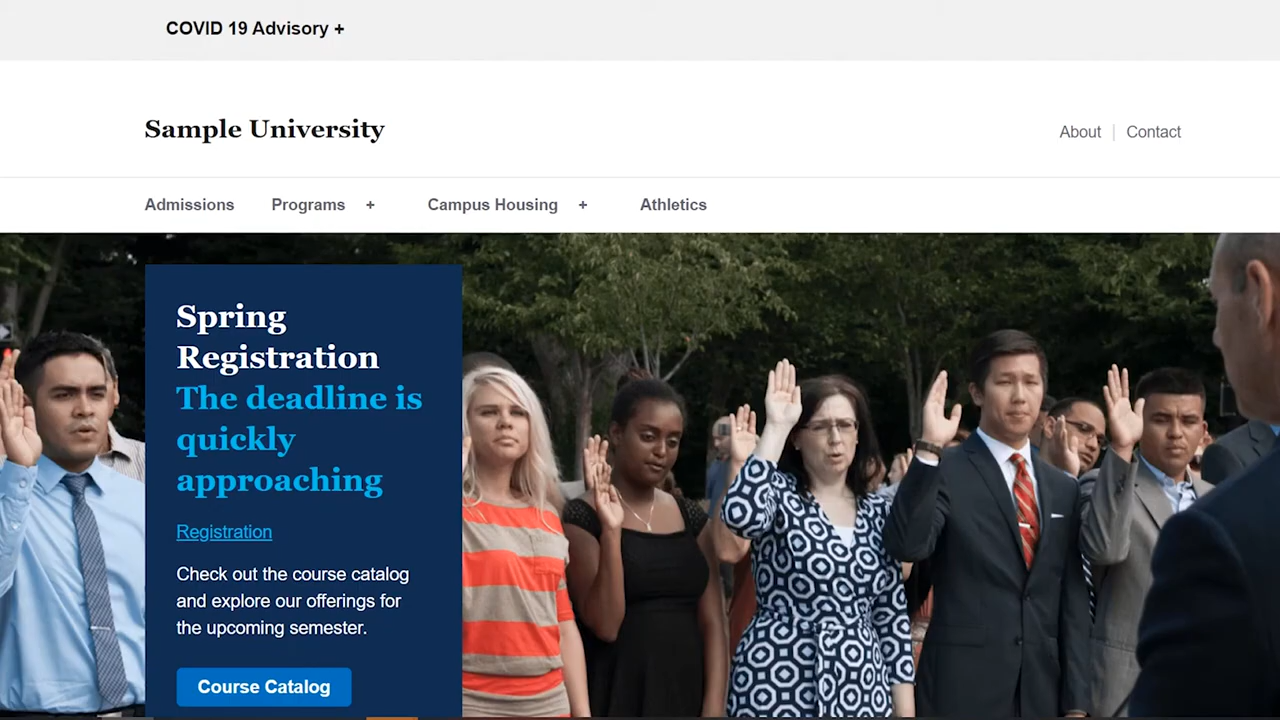 COVID 19 Advisory +
Sample University
About | Contact
Admissions Programs + Campus Housing + Athletics
Spring
Registration
The deadline is
quickly
approaching
Registration
Check out the course catalog
and explore our offerings for
the upcoming semester.
Course Catalog